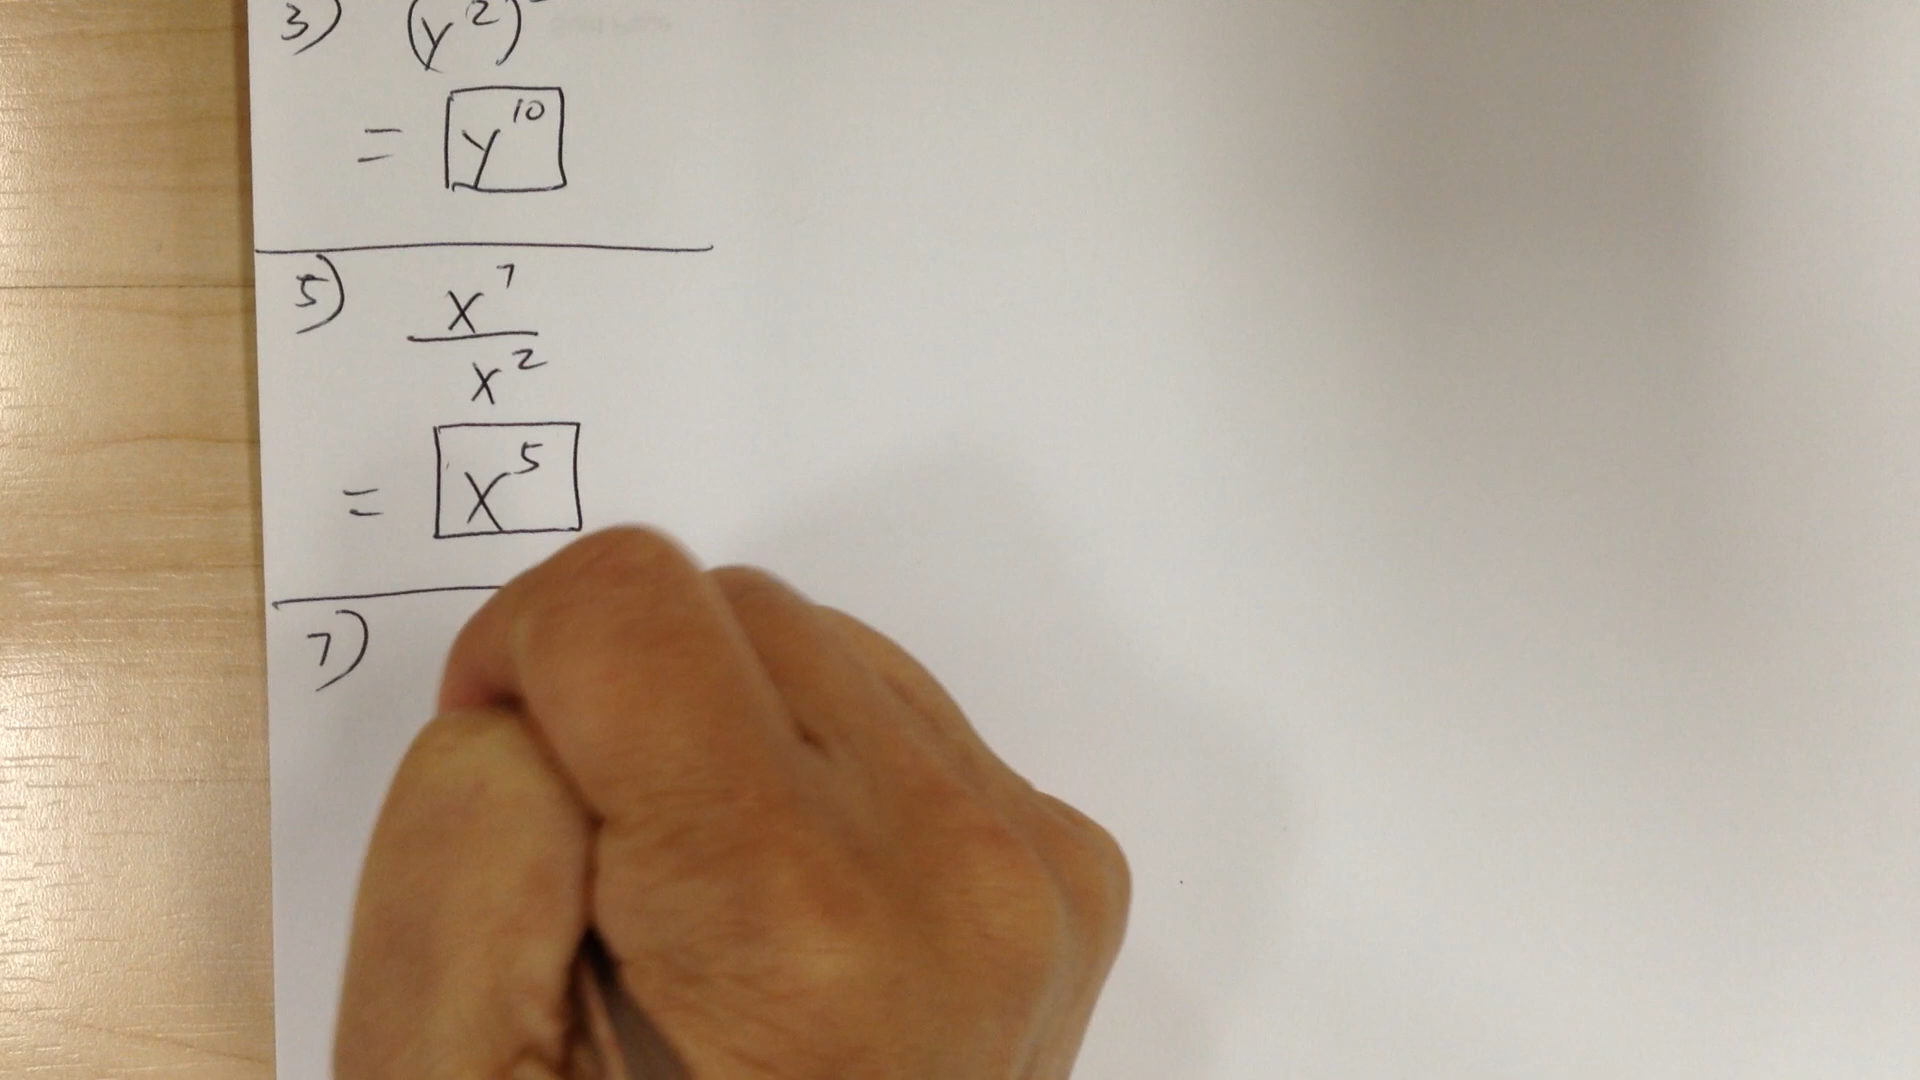 3) (y²)
= y¹⁰
5) x⁷
x²
= x⁵
7)